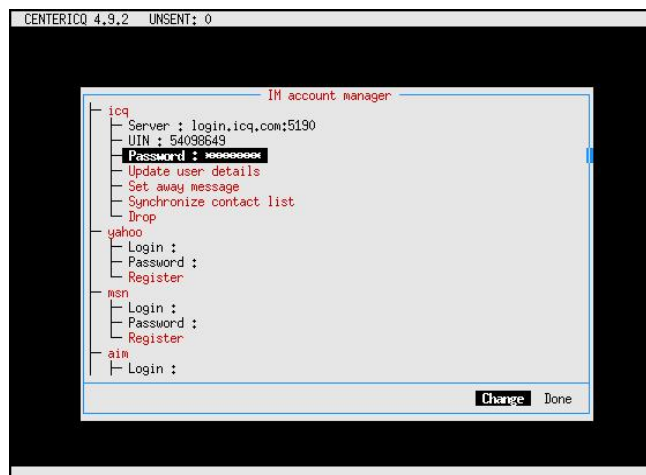 CENTERICQ 4.9.2 UNSENT: 0
IM account manager
icq
Server : login.icq.com:5190
UIN : 54098649
Password : ********
Update user details
Set away message
Synchronize contact list
Drop
yahoo
Login :
Password :
Register
msn
Login :
Password :
Register
aim
Login :
Change Done